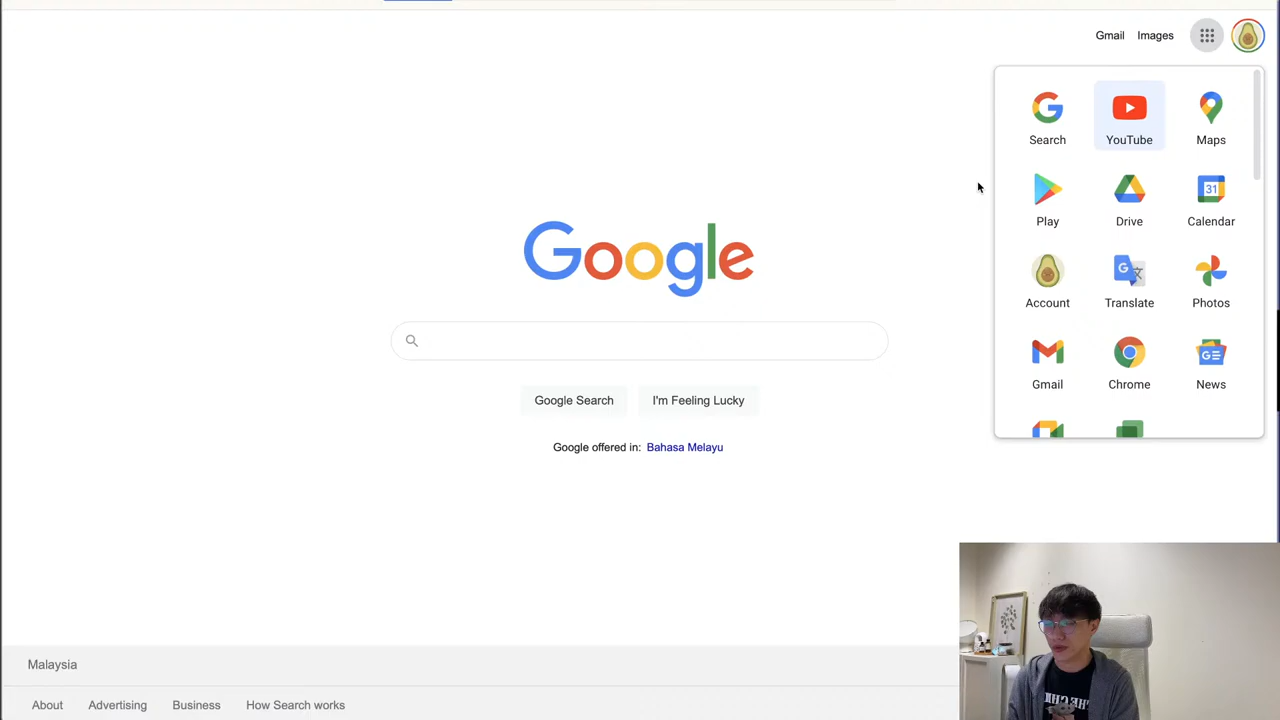 Gmail Images
Search YouTube Maps
Play Drive 31 Calendar
Account Translate Photos
Gmail Chrome News
Google
Google Search I'm Feeling Lucky
Google offered in: Bahasa Melayu
Malaysia
About Advertising Business How Search works